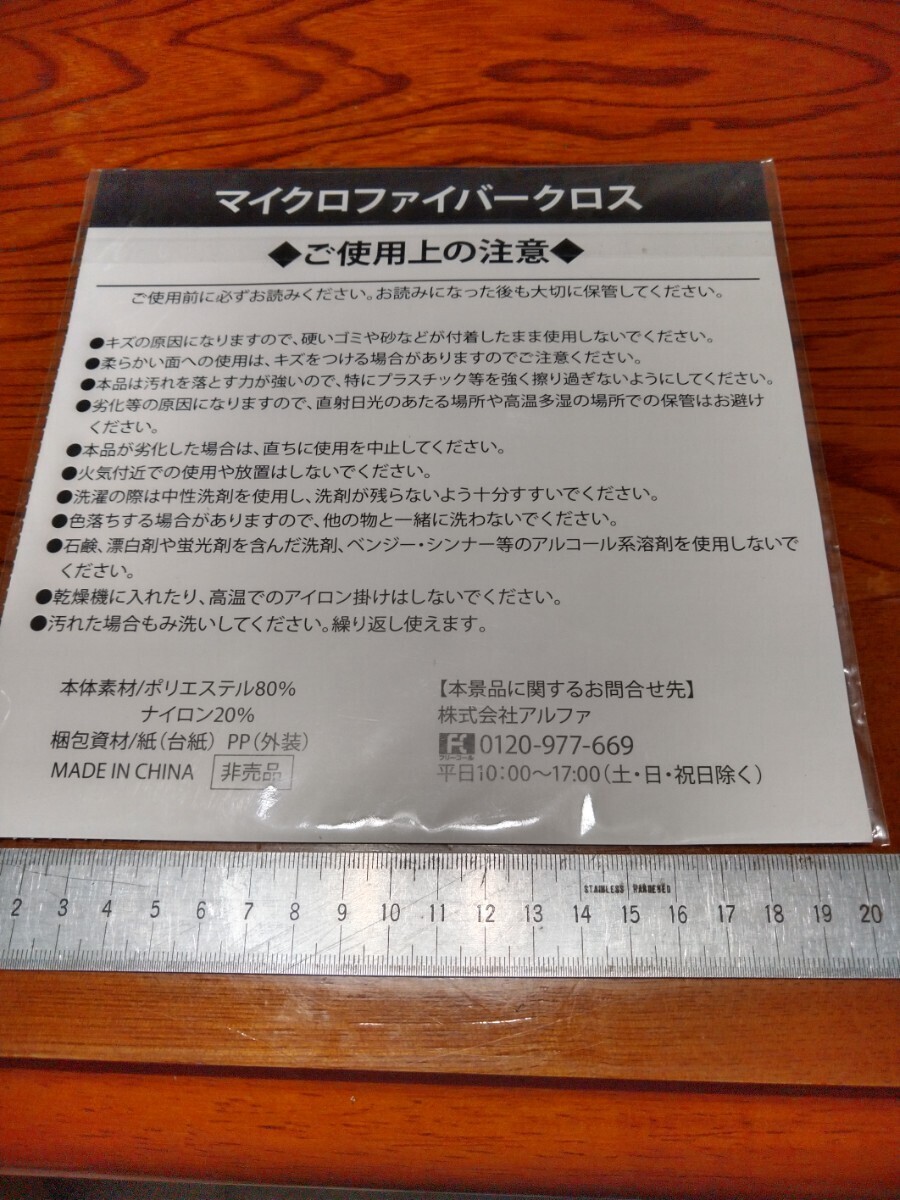 マイクロファイバークロス
◆ご使用上の注意◆
ご使用前に必ずお読みください。お読みになった後も大切に保管してください。
●キズの原因になりますので、硬いゴミや砂などが付着したまま使用しないでください。
●柔らかい面への使用は、キズをつける場合がありますのでご注意ください。
●本品は汚れを落とす力が強いので、特にプラスチック等を強く擦り過ぎないようにしてください。
●劣化等の原因になりますので、直射日光のあたる場所や高温多湿の場所での保管はお避け
ください。
●本品が劣化した場合は、直ちに使用を中止してください。
●火気付近での使用や放置はしないでください。
●洗濯の際は中性洗剤を使用し、洗剤が残らないよう十分すすいでください。
●色落ちする場合がありますので、他の物と一緒に洗わないでください。
●石鹸、漂白剤や蛍光剤を含んだ洗剤、ベンジー・シンナー等のアルコール系溶剤を使用しないで
ください。
●乾燥機に入れたり、高温でのアイロン掛けはしないでください。
●汚れた場合もみ洗いしてください。繰り返し使えます。
本体素材/ポリエステル80%
ナイロン20%
梱包資材/紙(台紙) PP(外装)
MADE IN CHINA 非売品
【本景品に関するお問合せ先】
株式会社アルファ
フリーコール 0120-977-669
平日10:00〜17:00(土・日・祝日除く)
STAINLESS HARDENED
2 3 4 5 6 7 8 9 10 11 12 13 14 15 16 17 18 19 20